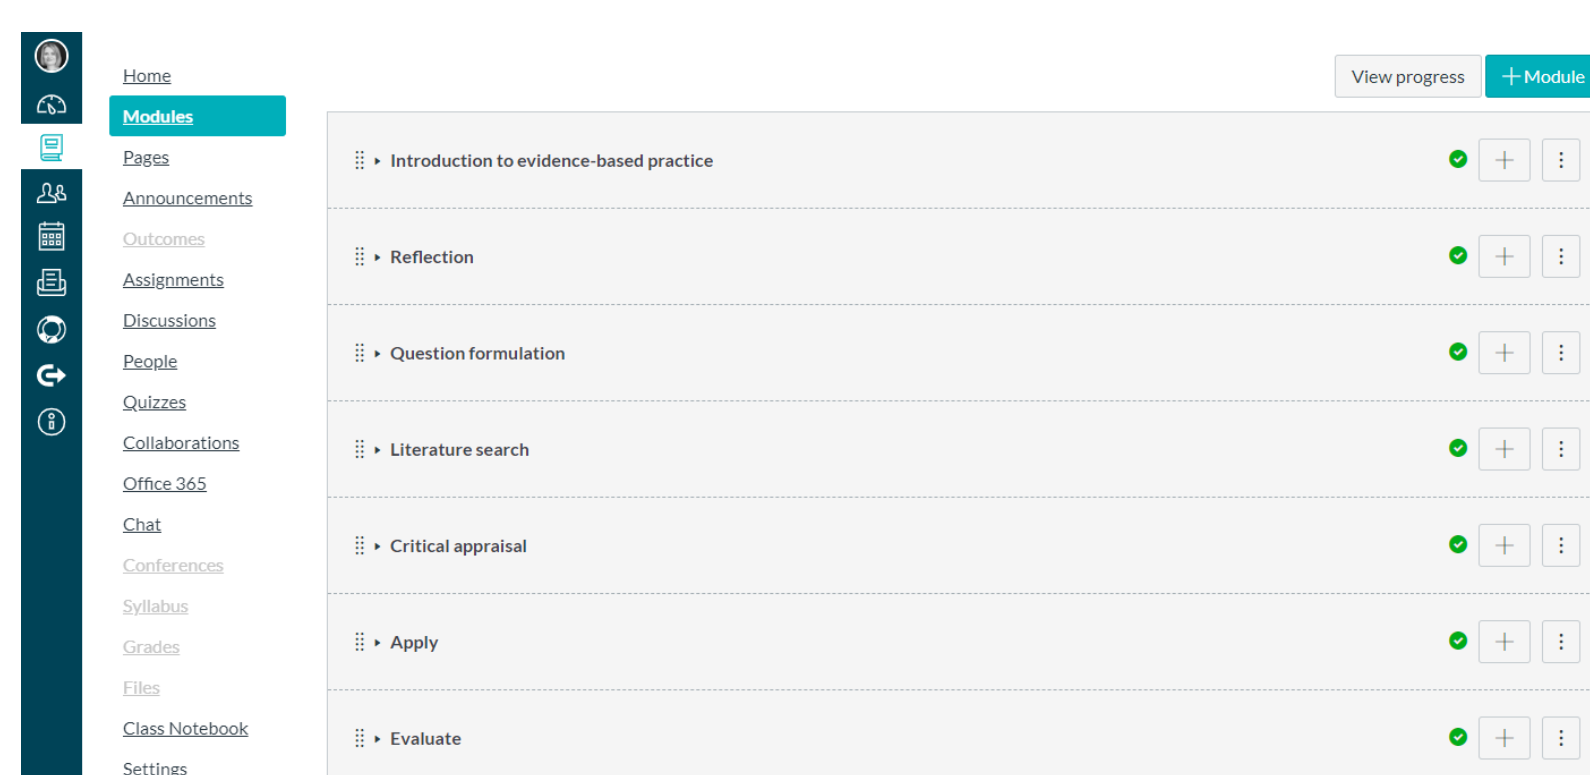 Home
Modules
Pages
Announcements
Outcomes
Assignments
Discussions
People
Quizzes
Collaborations
Office 365
Chat
Conferences
Syllabus
Grades
Files
Class Notebook
Settings
View progress
+ Module
Introduction to evidence-based practice
Reflection
Question formulation
Literature search
Critical appraisal
Apply
Evaluate